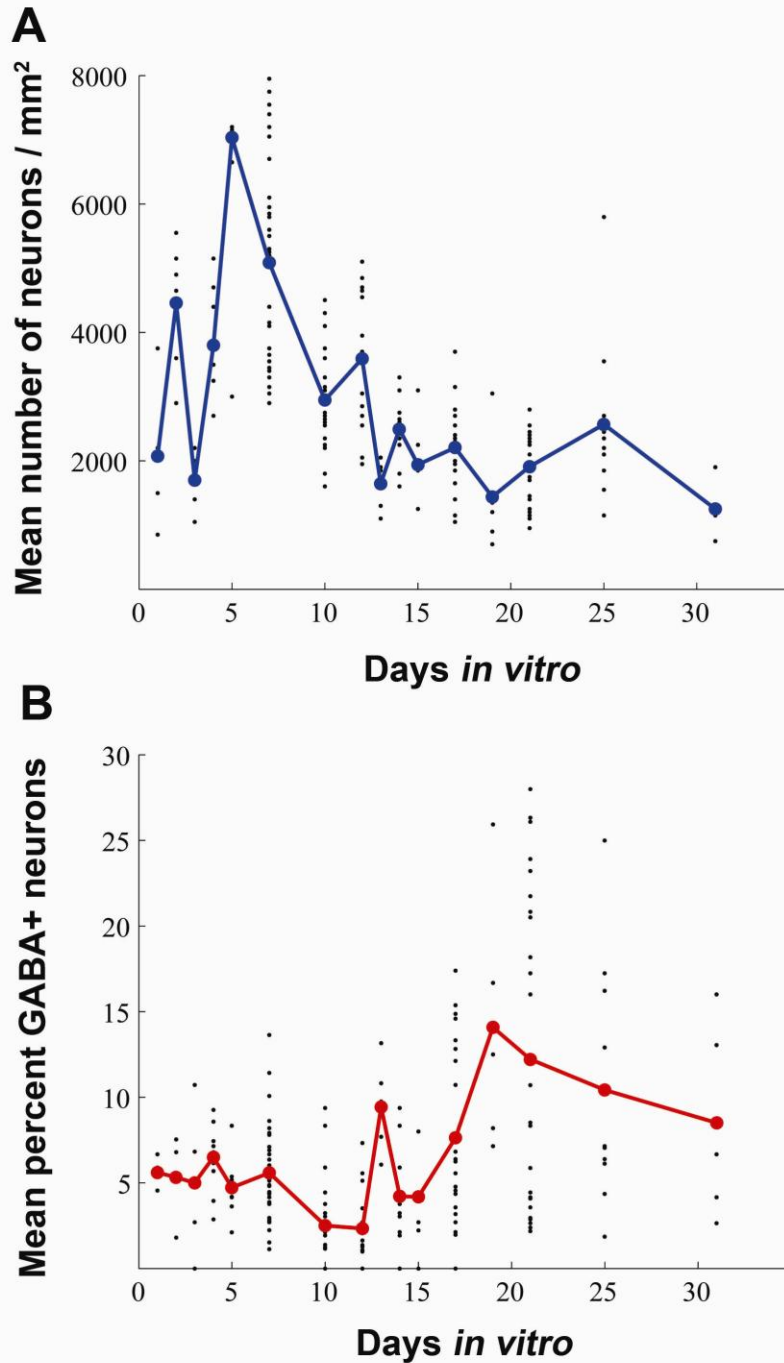 A
Mean number of neurons / mm²
8000
6000
4000
2000
0 5 10 15 20 25 30
Days in vitro
B
Mean percent GABA+ neurons
30
25
20
15
10
5
0 5 10 15 20 25 30
Days in vitro